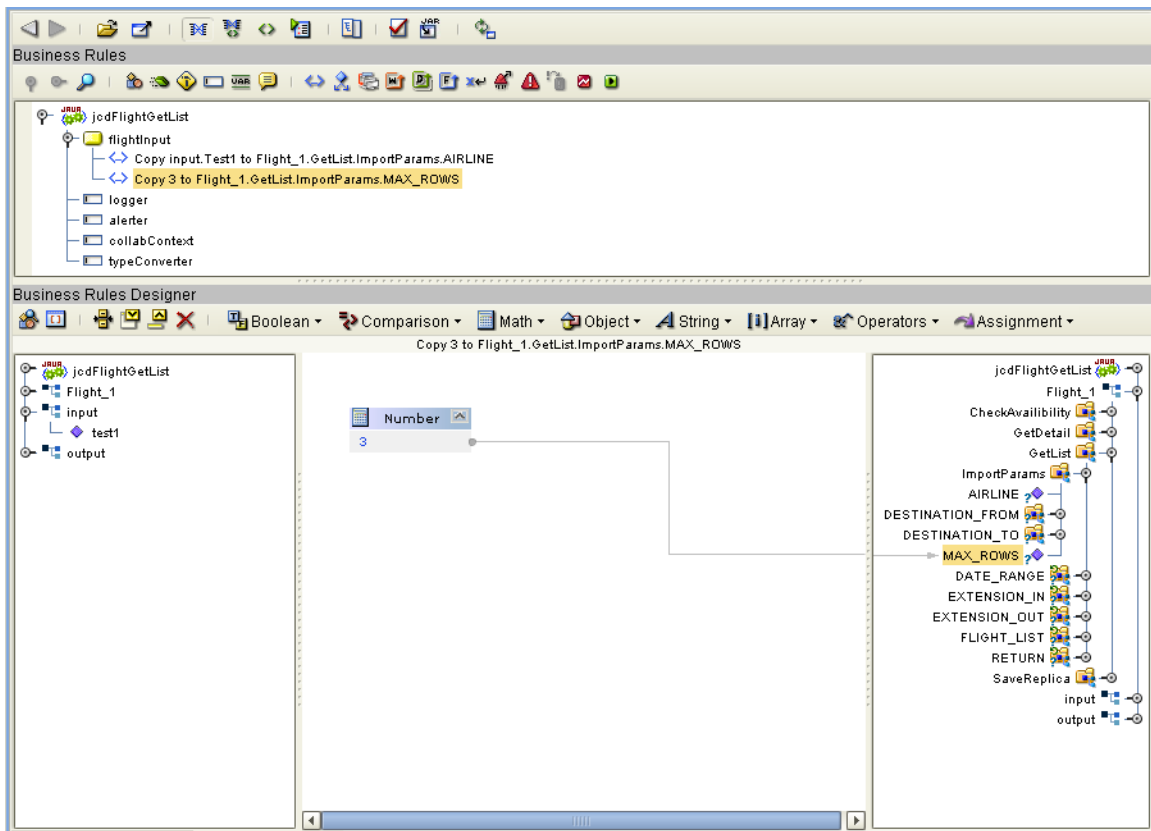 Business Rules
jcdFlightGetList
flightInput
Copy input.Test1 to Flight_1.GetList.ImportParams.AIRLINE
Copy 3 to Flight_1.GetList.ImportParams.MAX_ROWS
logger
alerter
collabContext
typeConverter
Business Rules Designer
Boolean Comparison Math Object String Array Operators Assignment
Copy 3 to Flight_1.GetList.ImportParams.MAX_ROWS
jcdFlightGetList
Flight_1
input
test1
output
Number
3
jcdFlightGetList
Flight_1
CheckAvailibility
GetDetail
GetList
ImportParams
AIRLINE
DESTINATION_FROM
DESTINATION_TO
MAX_ROWS
DATE_RANGE
EXTENSION_IN
EXTENSION_OUT
FLIGHT_LIST
RETURN
SaveReplica
input
output